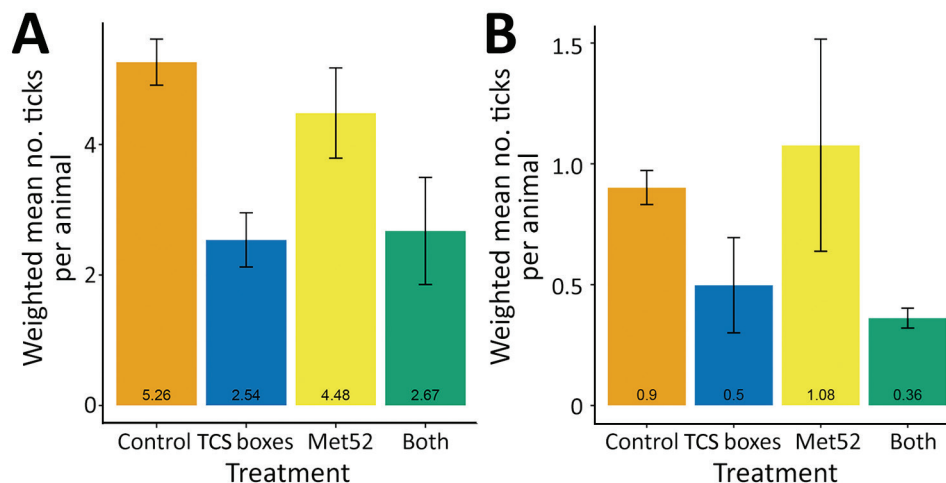 A
Weighted mean no. ticks
per animal
4
2
0
5.26
2.54
4.48
2.67
Control TCS boxes Met52 Both
Treatment
B
Weighted mean no. ticks
per animal
1.5
1.0
0.5
0
0.9
0.5
1.08
0.36
Control TCS boxes Met52 Both
Treatment